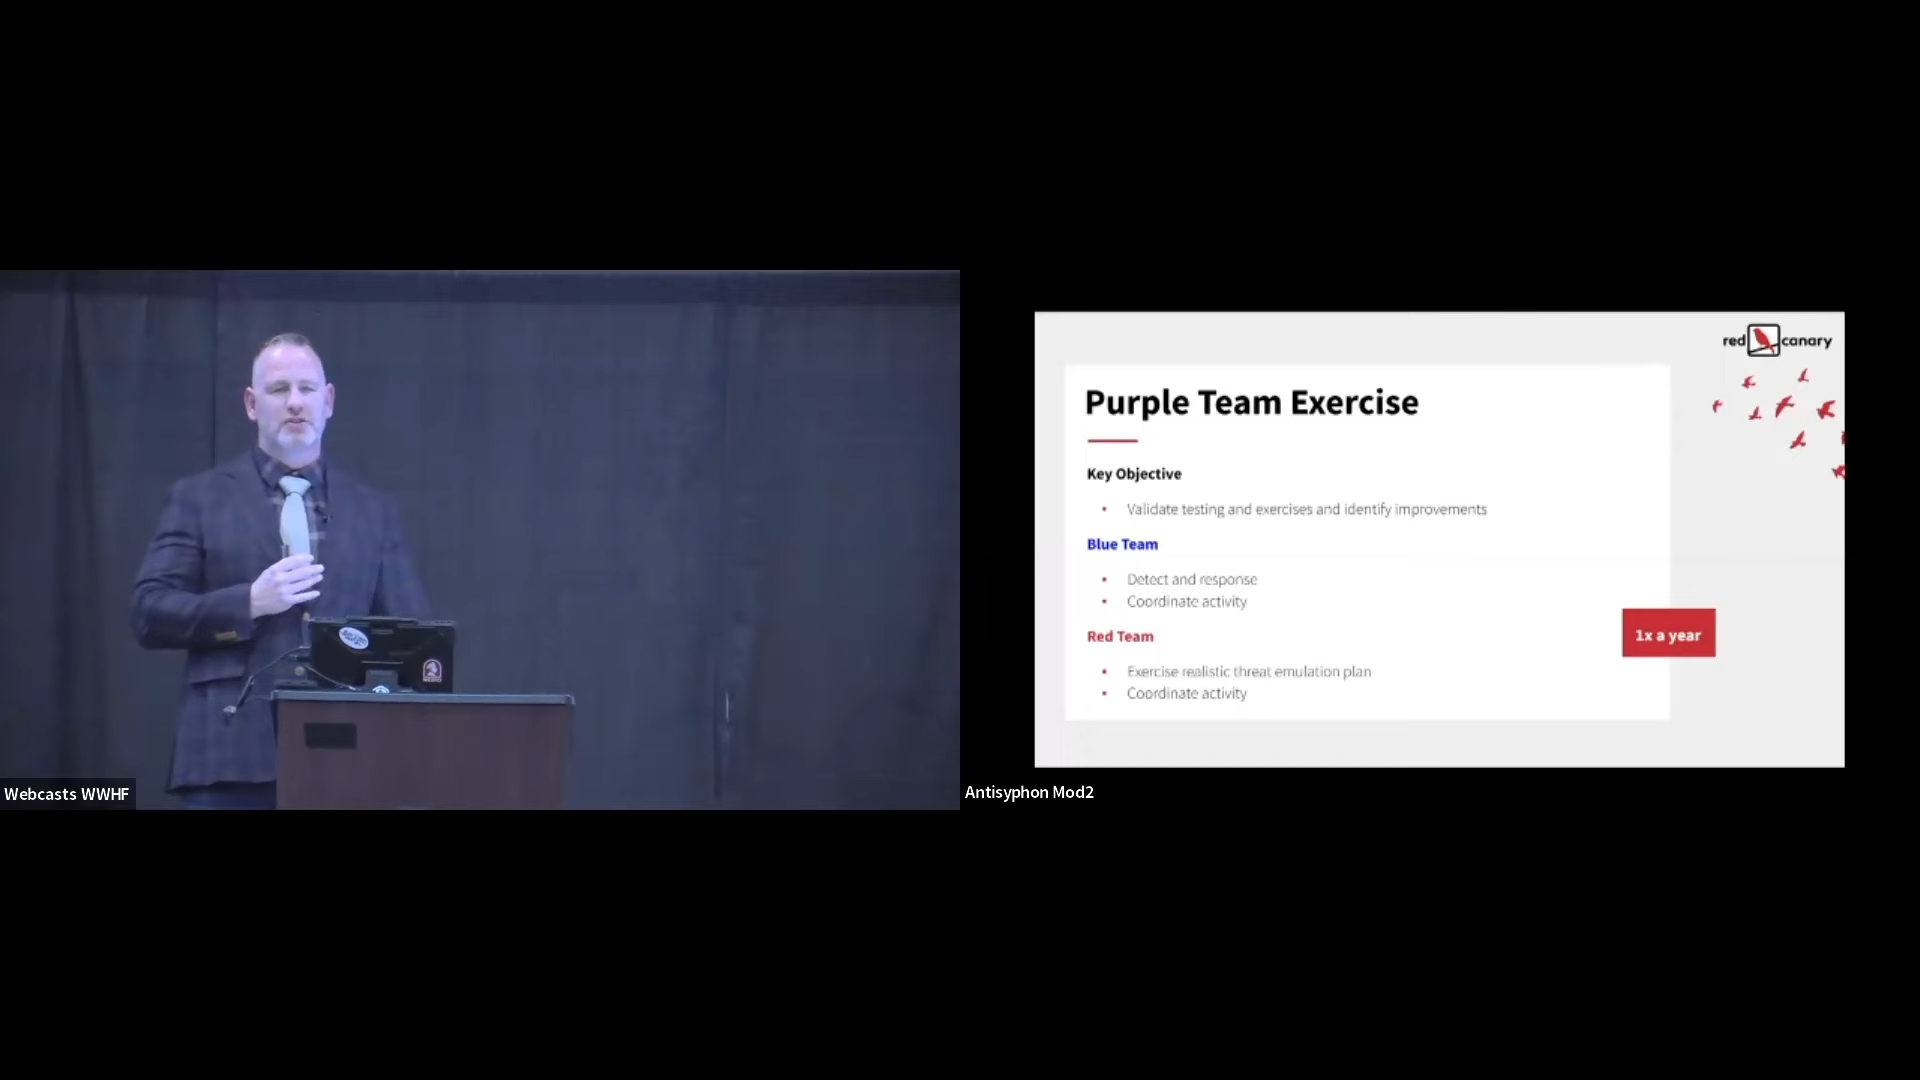 red canary
Purple Team Exercise
Key Objective
• Validate testing and exercises and identify improvements
Blue Team
• Detect and response
• Coordinate activity
Red Team
• Exercise realistic threat emulation plan
• Coordinate activity
1x a year
Webcasts WWHF
Antisyphon Mod2